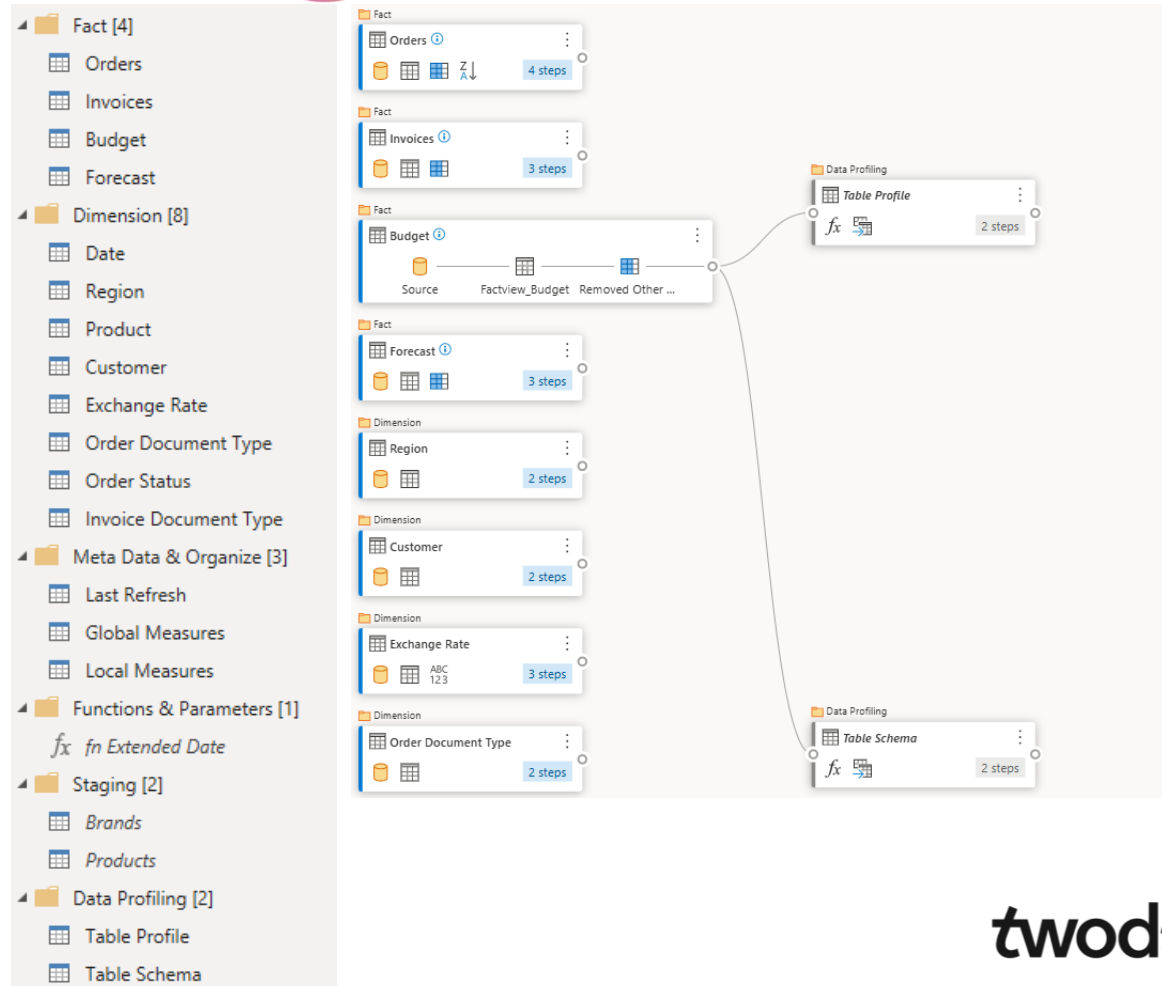 Fact [4]
Orders
Invoices
Budget
Forecast
Dimension [8]
Date
Region
Product
Customer
Exchange Rate
Order Document Type
Order Status
Invoice Document Type
Meta Data & Organize [3]
Last Refresh
Global Measures
Local Measures
Functions & Parameters [1]
fx fn Extended Date
Staging [2]
Brands
Products
Data Profiling [2]
Table Profile
Table Schema
Fact
Orders
Z
A
4 steps
Fact
Invoices
3 steps
Fact
Budget
Source
Factview_Budget
Removed Other ...
Fact
Forecast
3 steps
Dimension
Region
2 steps
Dimension
Customer
2 steps
Dimension
Exchange Rate
ABC
123
3 steps
Dimension
Order Document Type
2 steps
Data Profiling
Table Profile
fx
2 steps
Data Profiling
Table Schema
fx
2 steps
twod